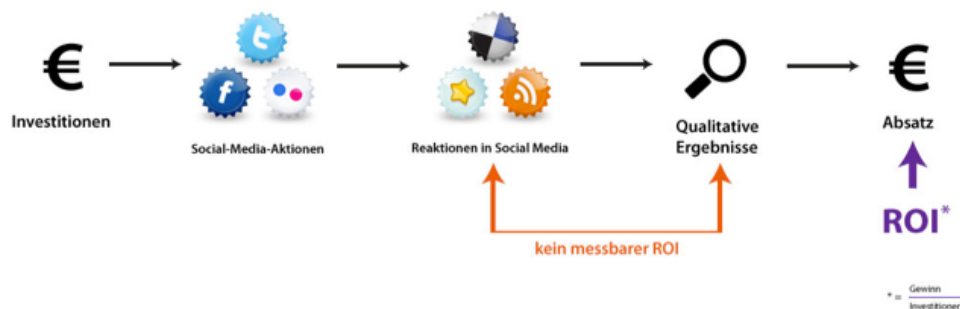 €
€
Investitionen
Social-Media-Aktionen
Reaktionen in Social Media
Qualitative
Ergebnisse
Absatz
kein messbarer ROI
ROI*
* = Gewinn
Investitionen